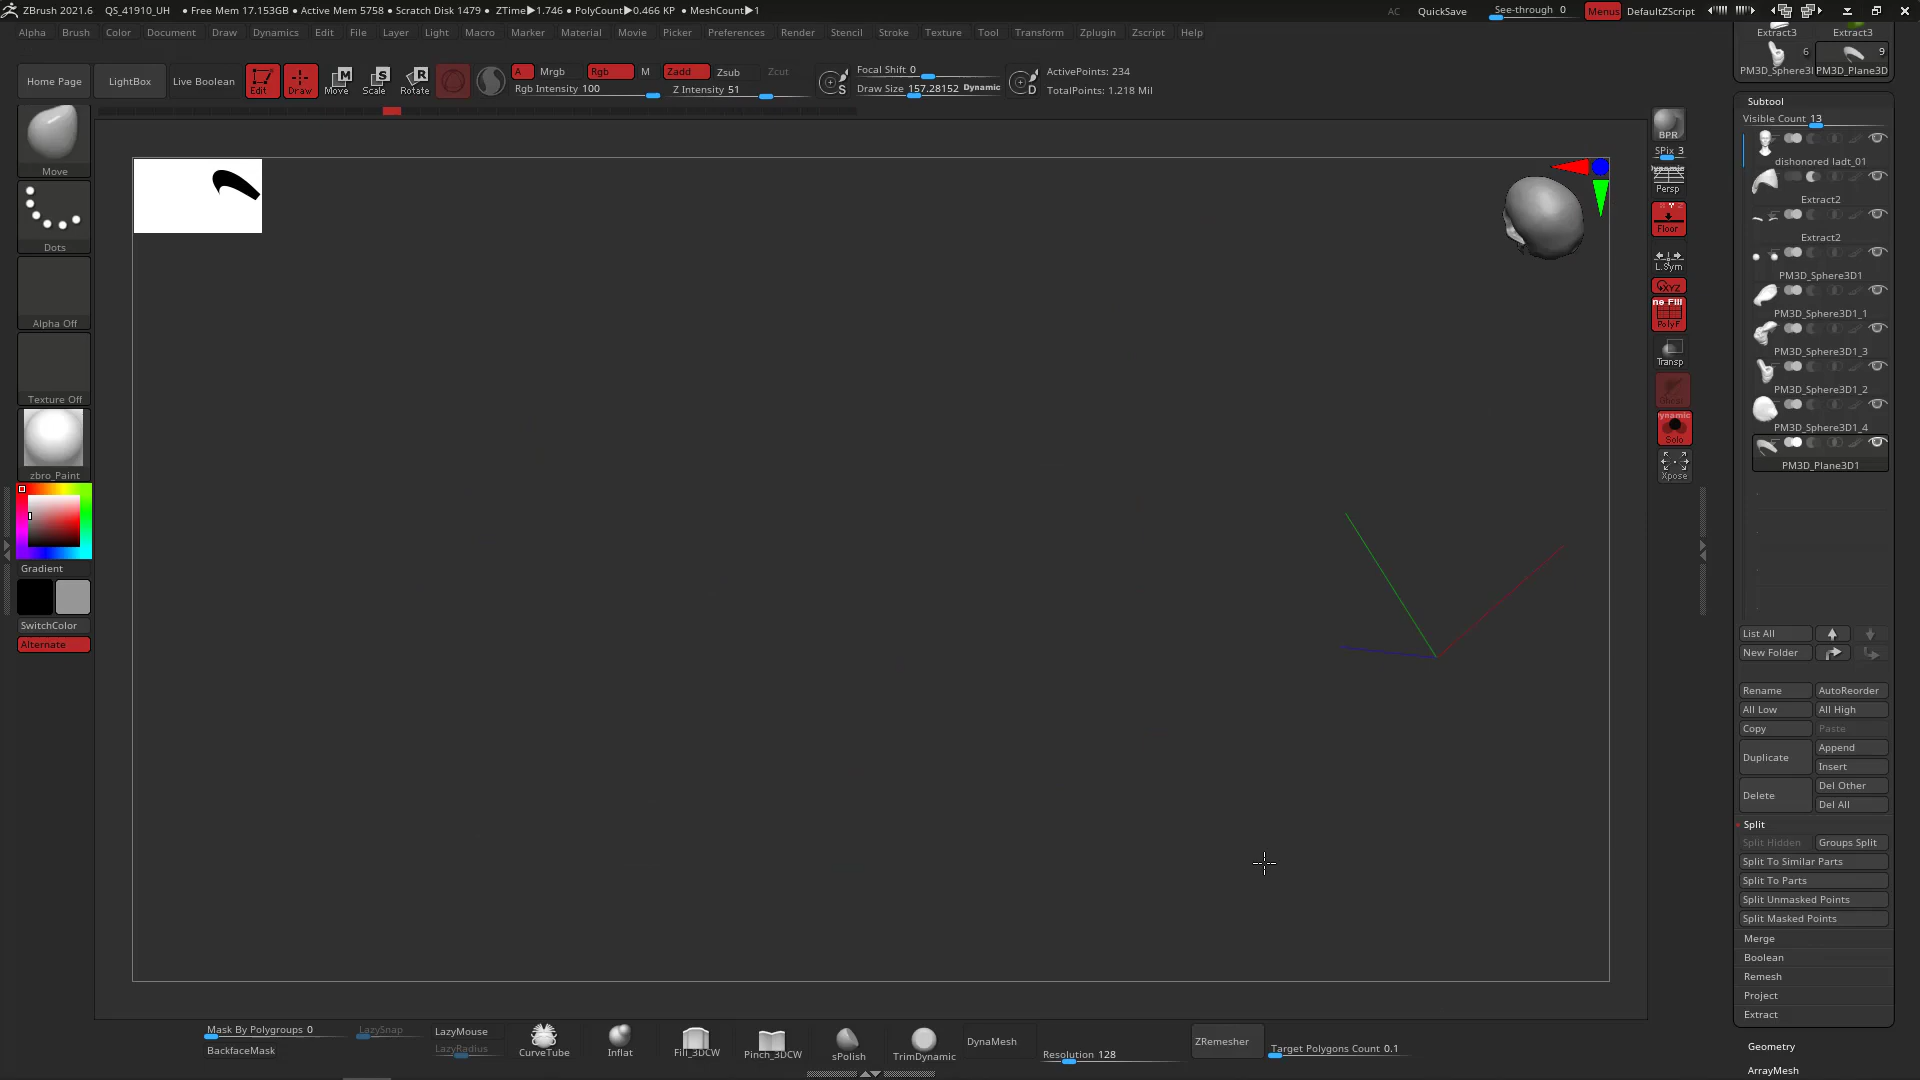 ZBrush 2021.6 QS_41910_UH • Free Mem 17.153GB • Active Mem 5758 • Scratch Disk 1479 • ZTime▶1.746 • PolyCount▶0.466 KP • MeshCount▶1 AC QuickSave See-through 0 Menus DefaultZScript
Alpha Brush Color Document Draw Dynamics Edit File Layer Light Macro Marker Material Movie Picker Preferences Render Stencil Stroke Texture Tool Transform Zplugin Zscript Help
Extract3 Extract3
6 9
PM3D_Sphere3I PM3D_Plane3D
Home Page LightBox Live Boolean Edit Draw Move Scale Rotate
A Mrgb Rgb M Zadd Zsub Zcut
Rgb Intensity 100 Z Intensity 51
S Focal Shift 0
Draw Size 157.28152 Dynamic
D ActivePoints: 234
TotalPoints: 1.218 Mil
Move
Dots
Alpha Off
Texture Off
zbro_Paint
Gradient
SwitchColor
Alternate
BPR
SPix 3
Dynamic
Persp
Floor
L.Sym
XYZ
ne Fill
PolyF
Transp
Ghost
Dynamic
Solo
Xpose
Subtool
Visible Count 13
dishonored ladt_01
Extract2
Extract2
PM3D_Sphere3D1
PM3D_Sphere3D1_1
PM3D_Sphere3D1_3
PM3D_Sphere3D1_2
PM3D_Sphere3D1_4
PM3D_Plane3D1
List All
New Folder
Rename AutoReorder
All Low All High
Copy Paste
Duplicate Append
Insert
Delete Del Other
Del All
Split
Split Hidden Groups Split
Split To Similar Parts
Split To Parts
Split Unmasked Points
Split Masked Points
Merge
Boolean
Remesh
Project
Extract
Geometry
ArrayMesh
Mask By Polygroups 0 LazySnap LazyMouse
BackfaceMask LazyRadius
CurveTube Inflat Fill_3DCW Pinch_3DCW sPolish TrimDynamic
DynaMesh Resolution 128 ZRemesher Target Polygons Count 0.1